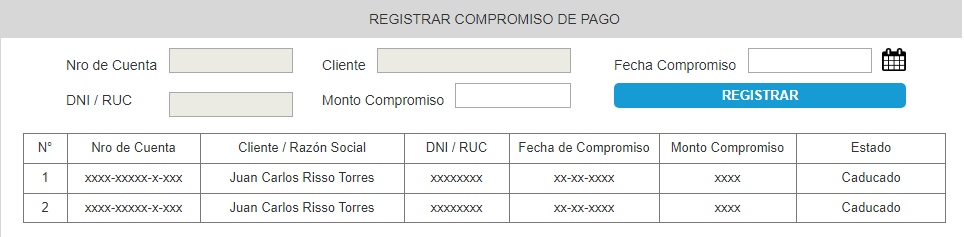 REGISTRAR COMPROMISO DE PAGO
Nro de Cuenta Cliente Fecha Compromiso
DNI / RUC Monto Compromiso REGISTRAR
N° Nro de Cuenta Cliente / Razón Social DNI / RUC Fecha de Compromiso Monto Compromiso Estado
1 xxxx-xxxxx-x-xxx Juan Carlos Risso Torres xxxxxxxx xx-xx-xxxx xxxx Caducado
2 xxxx-xxxxx-x-xxx Juan Carlos Risso Torres xxxxxxxx xx-xx-xxxx xxxx Caducado